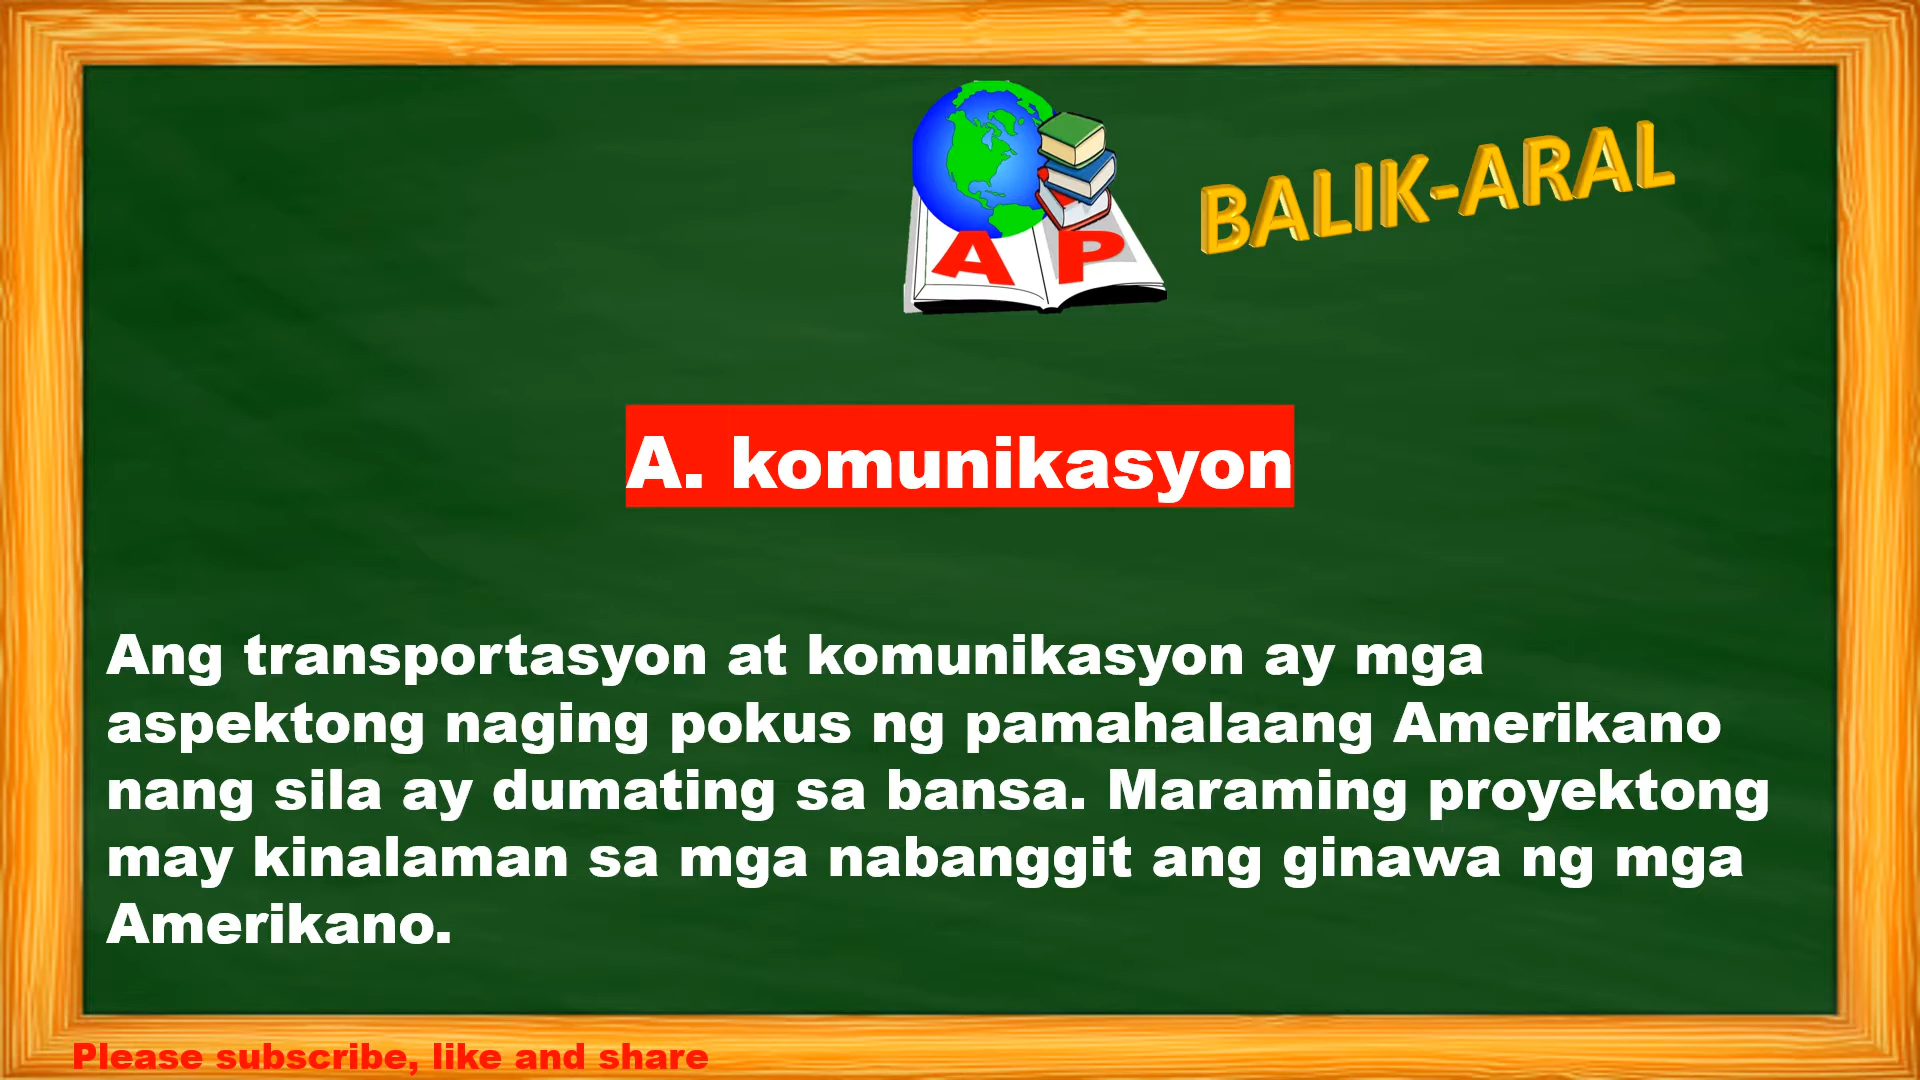 BALIK-ARAL
A P
A. komunikasyon
Ang transportasyon at komunikasyon ay mga
aspektong naging pokus ng pamahalaang Amerikano
nang sila ay dumating sa bansa. Maraming proyektong
may kinalaman sa mga nabanggit ang ginawa ng mga
Amerikano.
Please subscribe, like and share